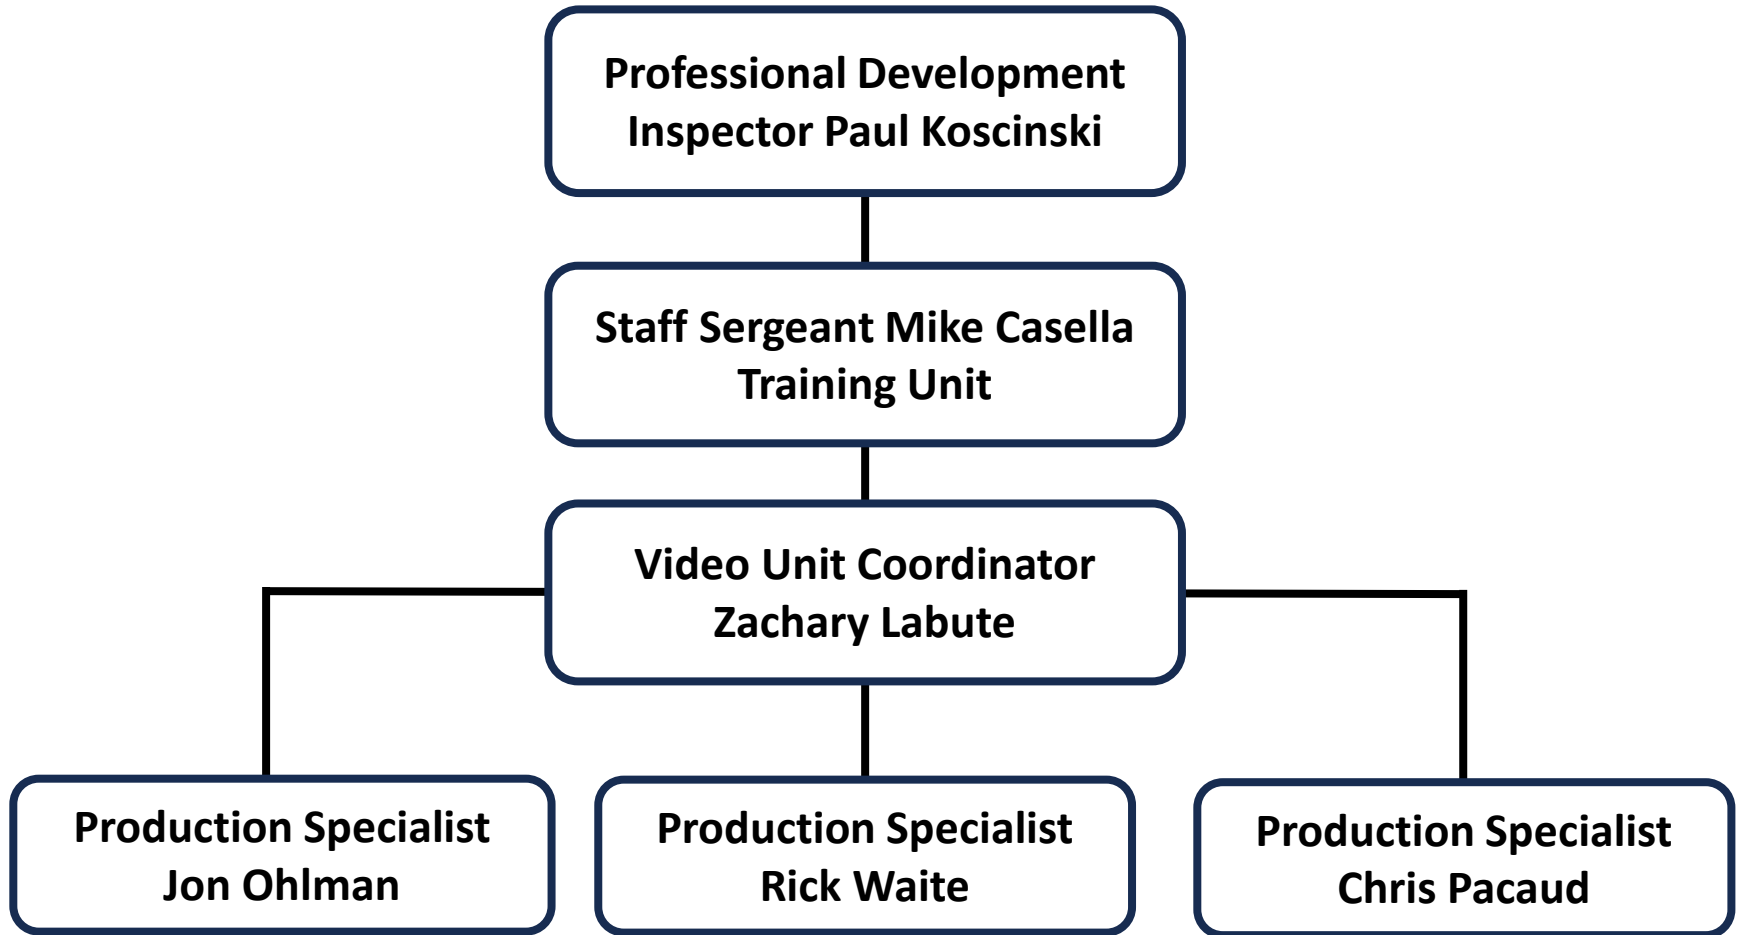 Professional Development
Inspector Paul Koscinski
Staff Sergeant Mike Casella
Training Unit
Video Unit Coordinator
Zachary Labute
Production Specialist
Jon Ohlman
Production Specialist
Rick Waite
Production Specialist
Chris Pacaud